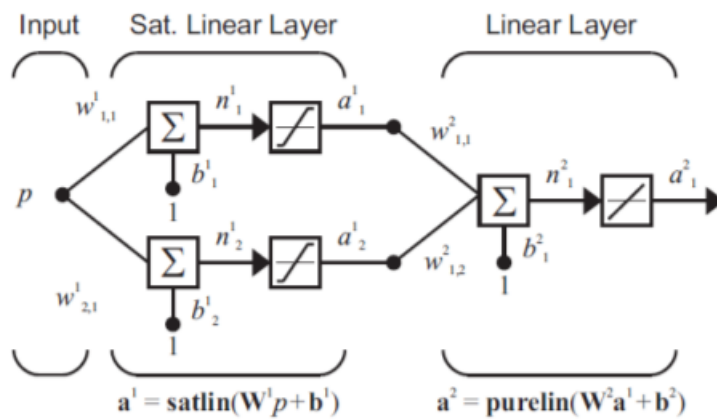 Input Sat. Linear Layer Linear Layer
w¹₁,₁ n¹₁ a¹₁ w²₁,₁
Σ
b¹₁
1
p n²₁ a²₁
Σ
b²₁
1
n¹₂ a¹₂ w²₁,₂
Σ
w¹₂,₁ b¹₂
1
a¹ = satlin(W¹p+b¹) a² = purelin(W²a¹+b²)